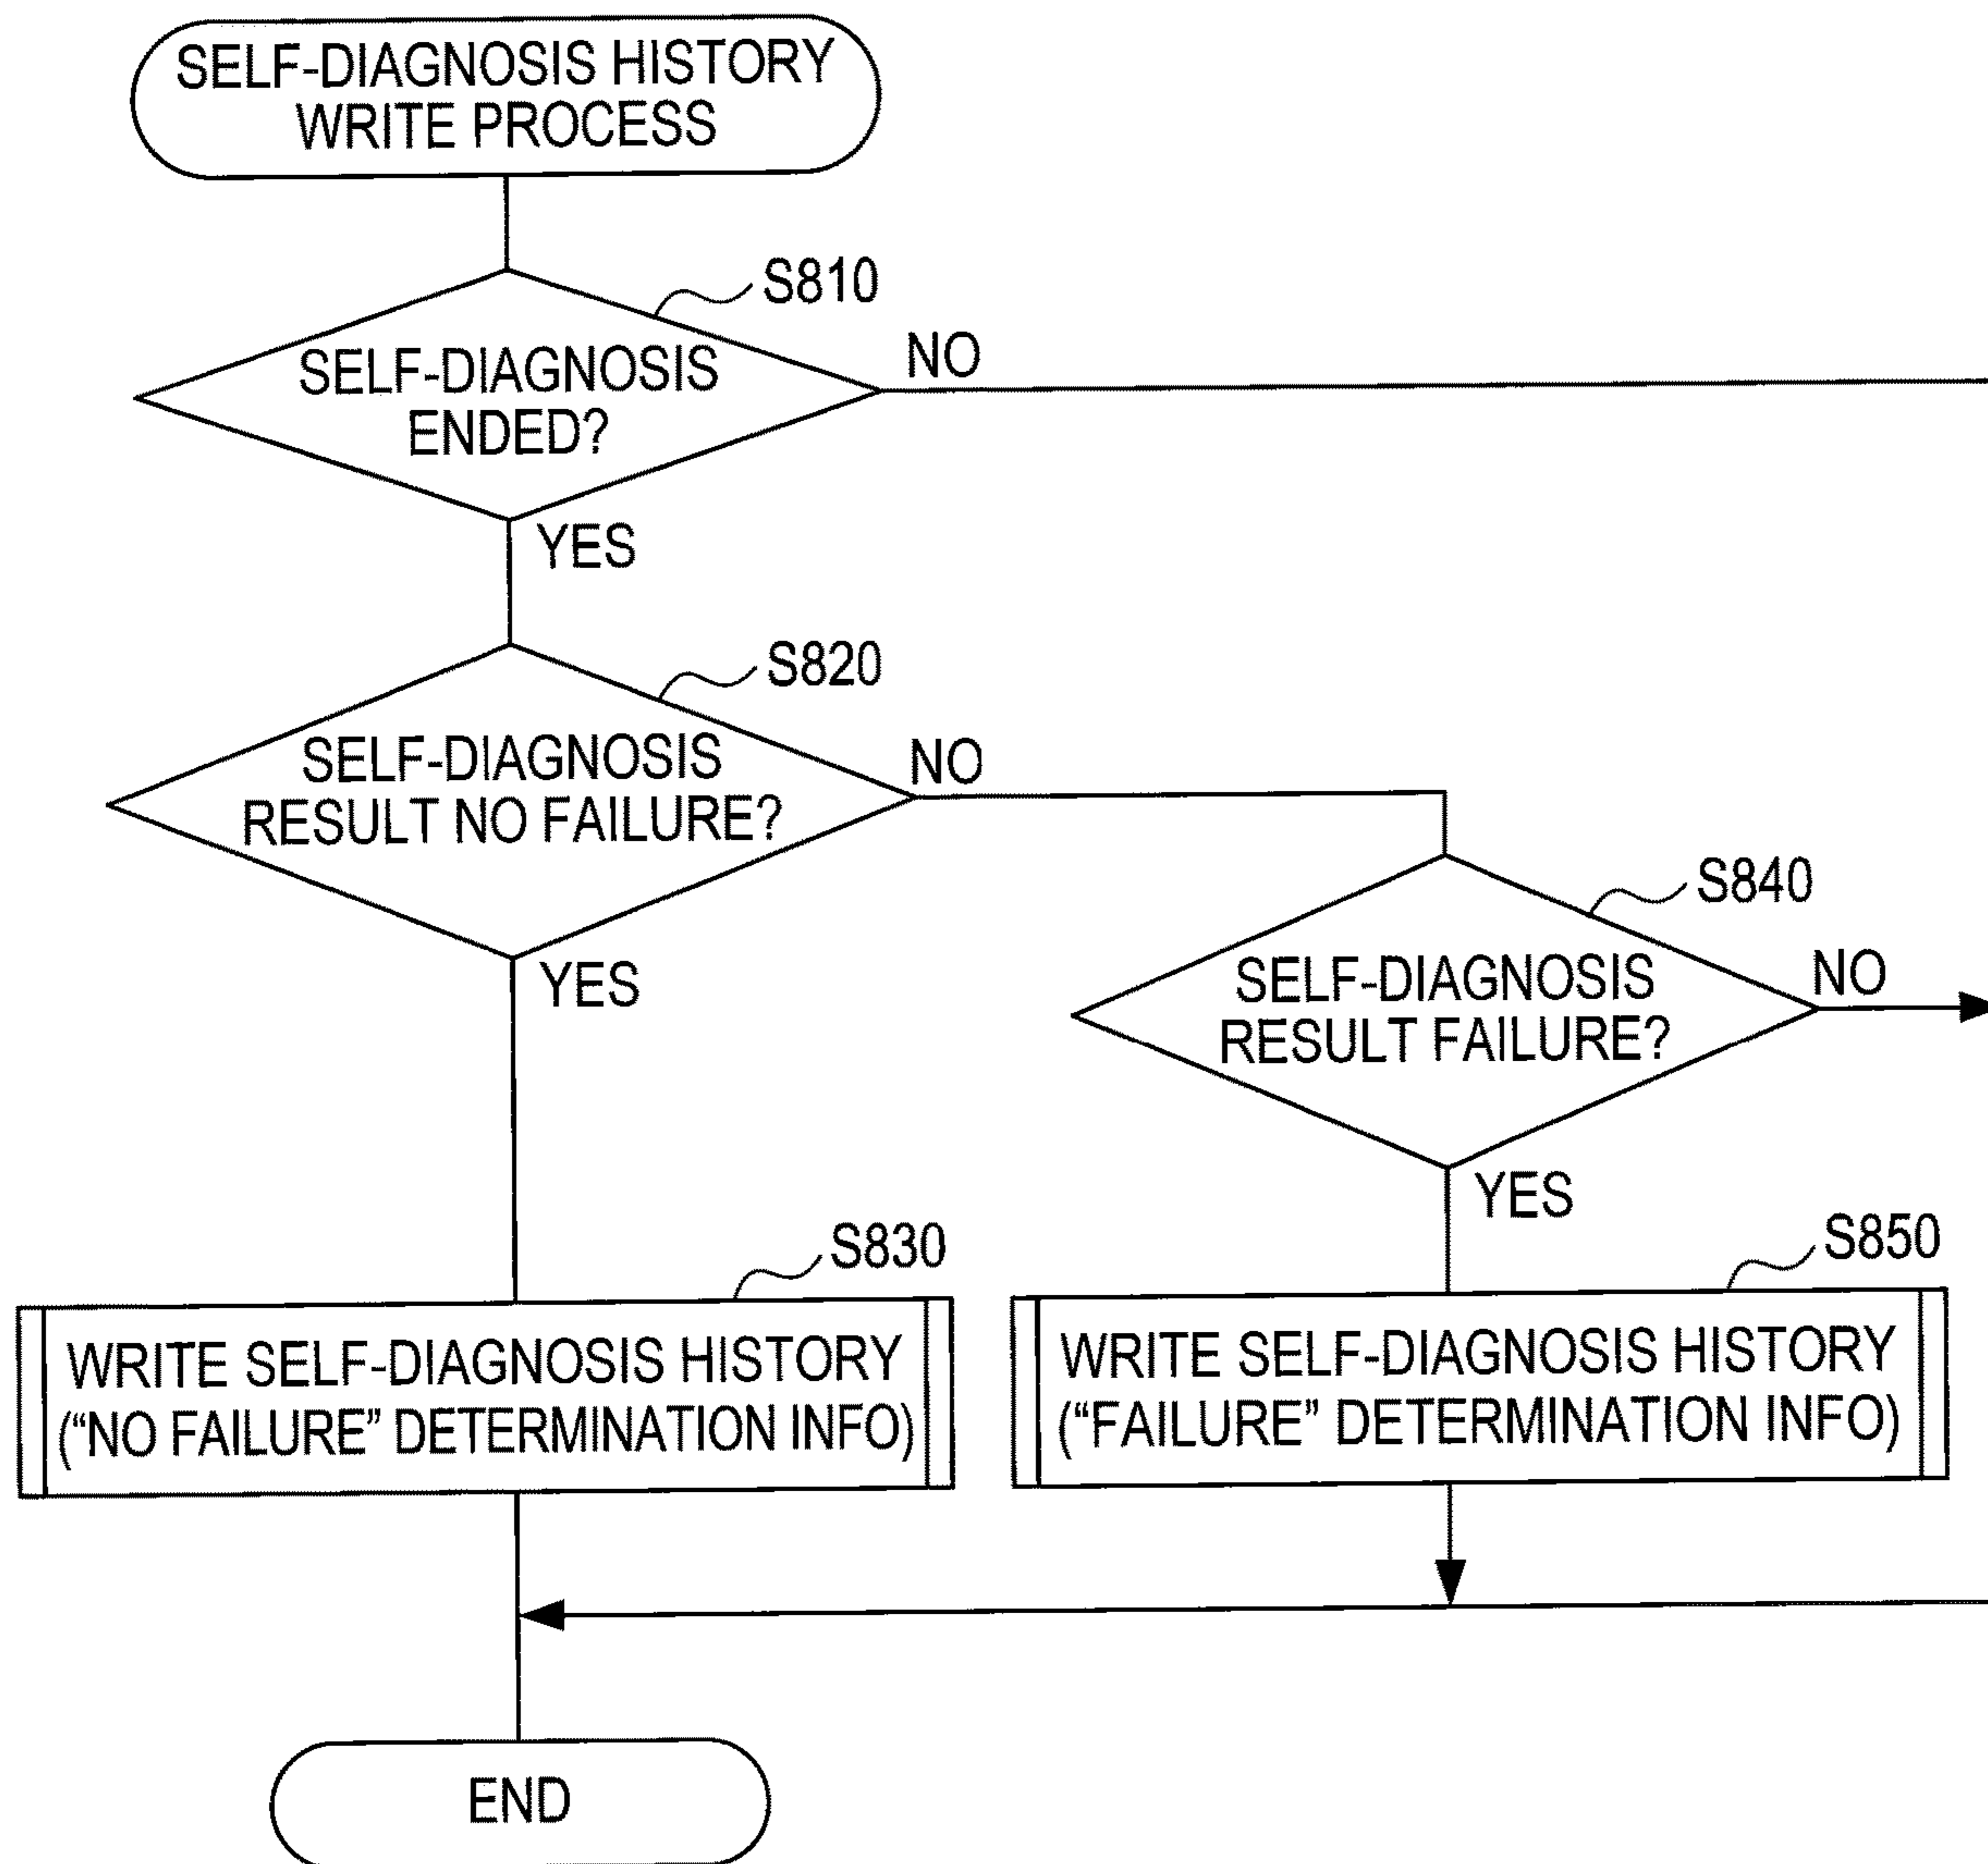 SELF-DIAGNOSIS HISTORY
WRITE PROCESS
S810
SELF-DIAGNOSIS
ENDED?
NO
YES
S820
SELF-DIAGNOSIS
RESULT NO FAILURE?
NO
YES
S840
SELF-DIAGNOSIS
RESULT FAILURE?
NO
YES
S830
WRITE SELF-DIAGNOSIS HISTORY
(“NO FAILURE” DETERMINATION INFO)
S850
WRITE SELF-DIAGNOSIS HISTORY
(“FAILURE” DETERMINATION INFO)
END